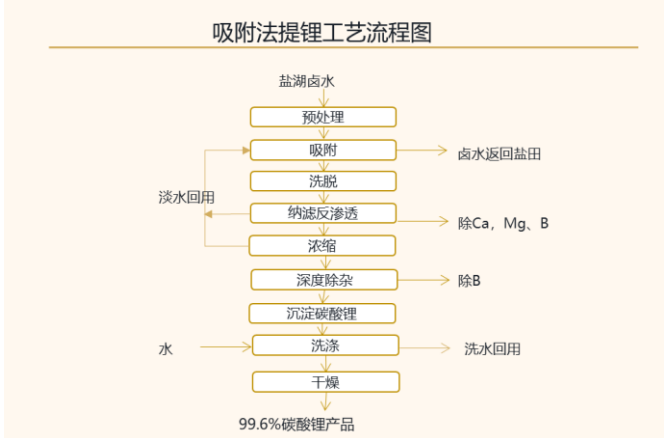 吸附法提锂工艺流程图
盐湖卤水
预处理
吸附
卤水返回盐田
洗脱
淡水回用
纳滤反渗透
除Ca，Mg、B
浓缩
深度除杂
除B
沉淀碳酸锂
水
洗涤
洗水回用
干燥
99.6%碳酸锂产品